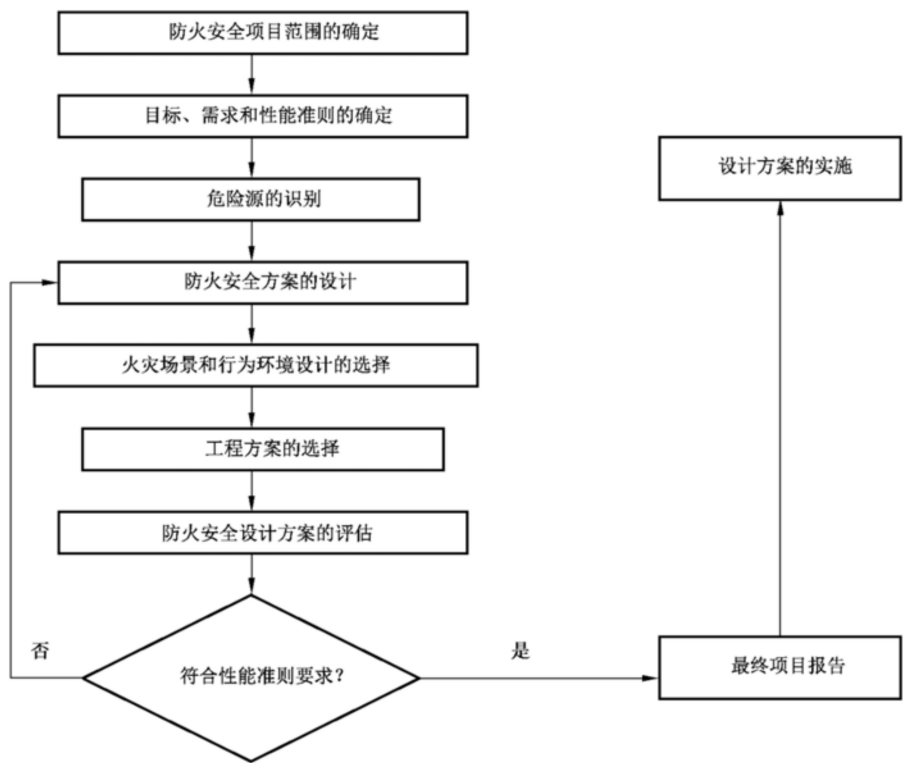 防火安全项目范围的确定
目标、需求和性能准则的确定
设计方案的实施
危险源的识别
防火安全方案的设计
火灾场景和行为环境设计的选择
工程方案的选择
防火安全设计方案的评估
否
是
符合性能准则要求？
最终项目报告